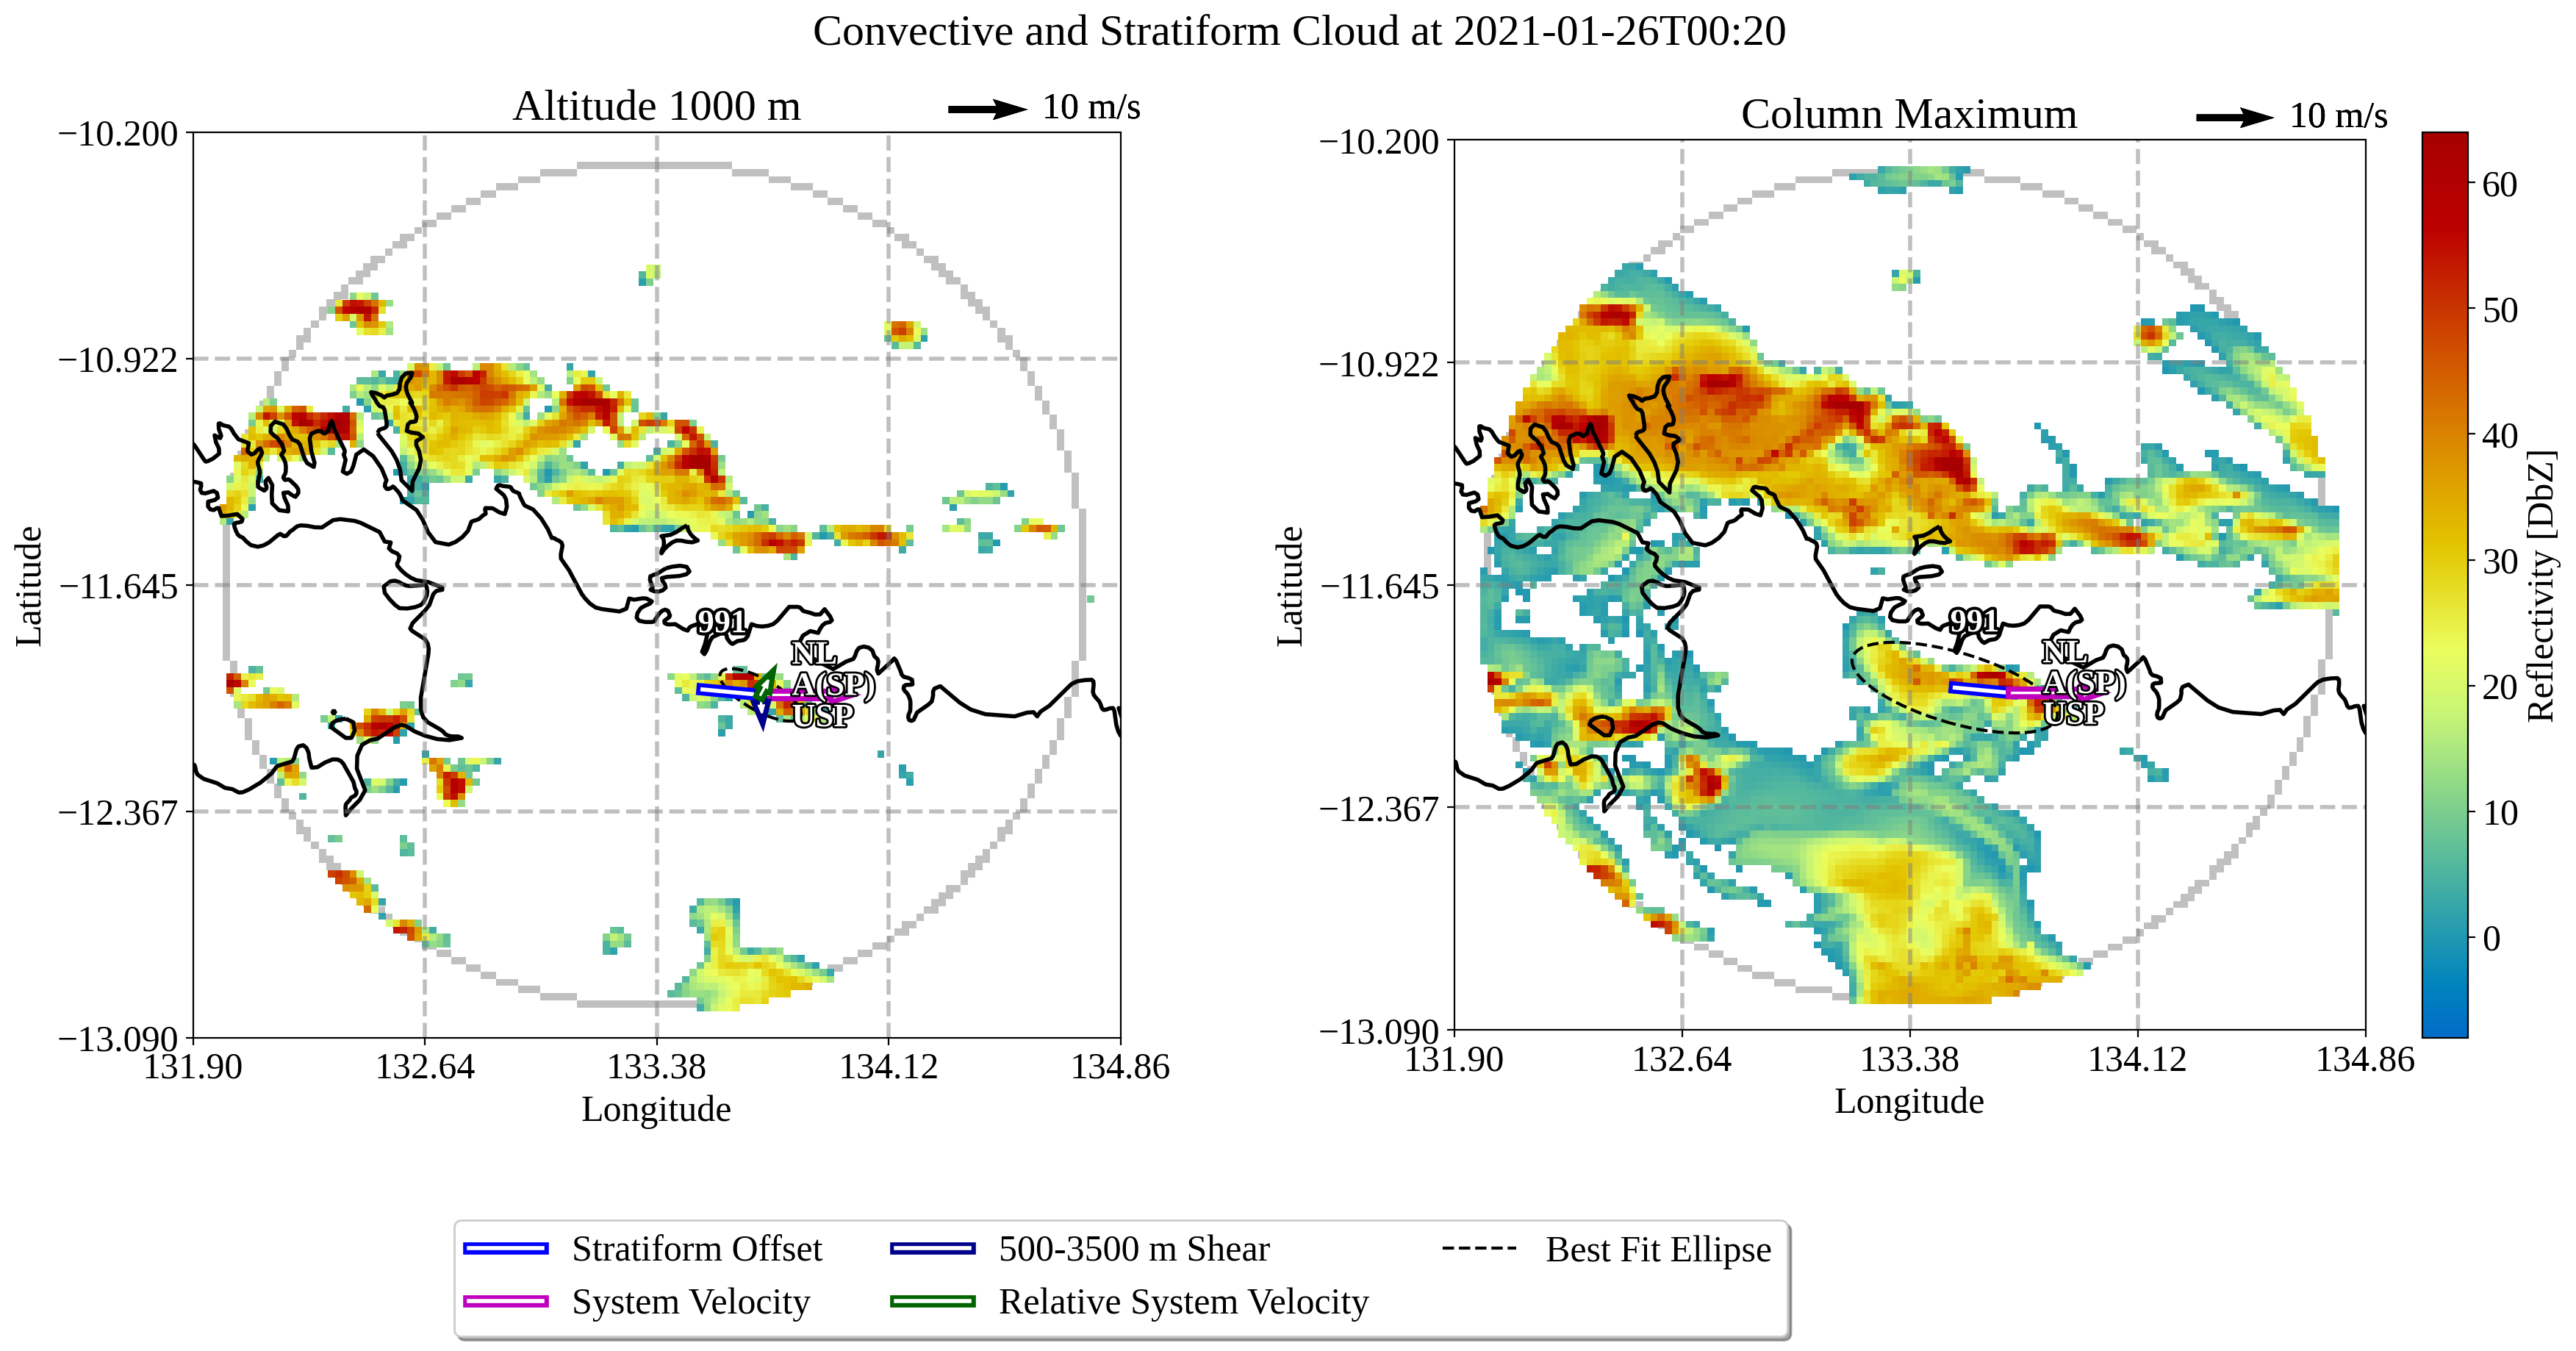 Convective and Stratiform Cloud at 2021-01-26T00:20
Altitude 1000 m
10 m/s
−10.200
−10.922
−11.645
−12.367
−13.090
Latitude
131.90
132.64
133.38
134.12
134.86
Longitude
991
NL
A(SP)
USP
Column Maximum
10 m/s
−10.200
−10.922
−11.645
−12.367
−13.090
Latitude
131.90
132.64
133.38
134.12
134.86
Longitude
991
NL
A(SP)
USP
60
50
40
30
20
10
0
Reflectivity [DbZ]
Stratiform Offset
System Velocity
500-3500 m Shear
Relative System Velocity
Best Fit Ellipse